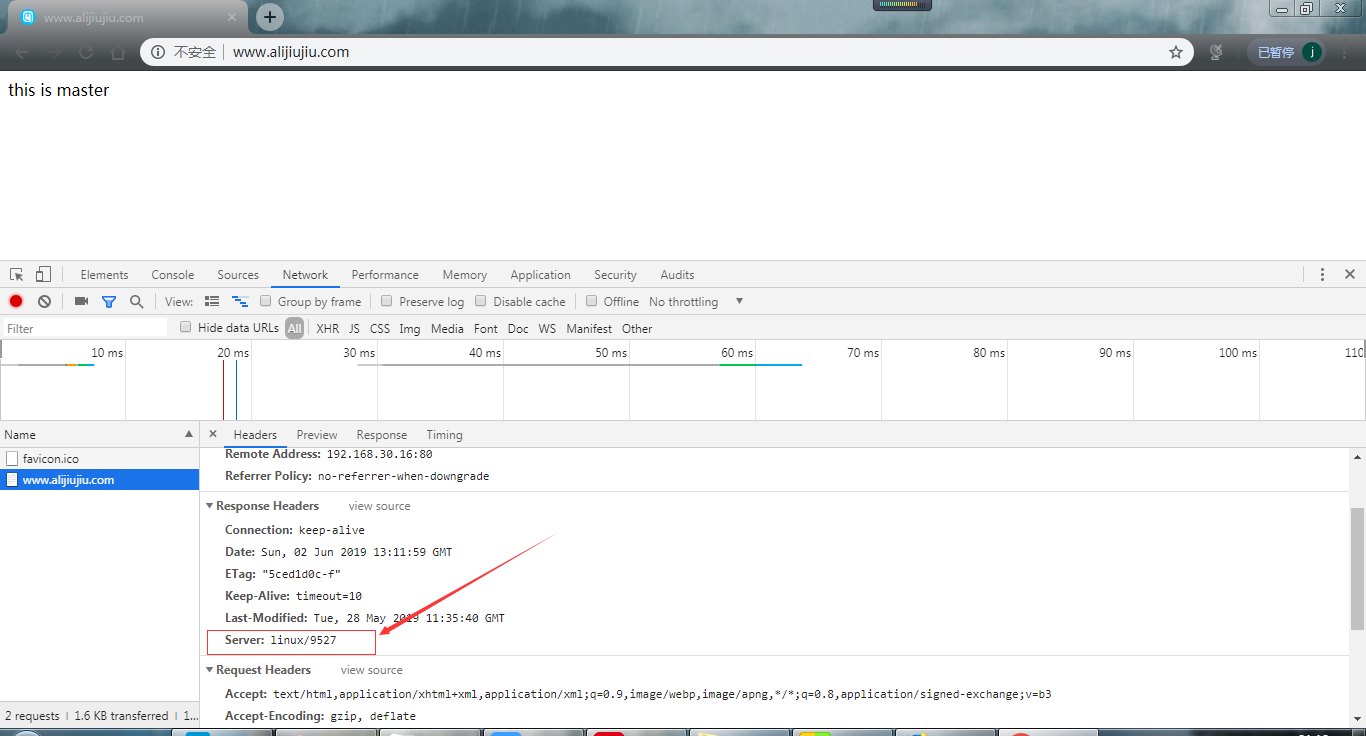 www.alijiujiu.com
不安全 www.alijiujiu.com 已暂停 j
this is master
Elements Console Sources Network Performance Memory Application Security Audits
View: Group by frame Preserve log Disable cache Offline No throttling
Filter Hide data URLs All XHR JS CSS Img Media Font Doc WS Manifest Other
10 ms 20 ms 30 ms 40 ms 50 ms 60 ms 70 ms 80 ms 90 ms 100 ms 110
Name Headers Preview Response Timing
favicon.ico
www.alijiujiu.com
Remote Address: 192.168.30.16:80
Referrer Policy: no-referrer-when-downgrade
Response Headers view source
Connection: keep-alive
Date: Sun, 02 Jun 2019 13:11:59 GMT
ETag: "5ced1d0c-f"
Keep-Alive: timeout=10
Last-Modified: Tue, 28 May 2019 11:35:40 GMT
Server: linux/9527
Request Headers view source
Accept: text/html,application/xhtml+xml,application/xml;q=0.9,image/webp,image/apng,*/*;q=0.8,application/signed-exchange;v=b3
Accept-Encoding: gzip, deflate
2 requests 1.6 KB transferred 1...